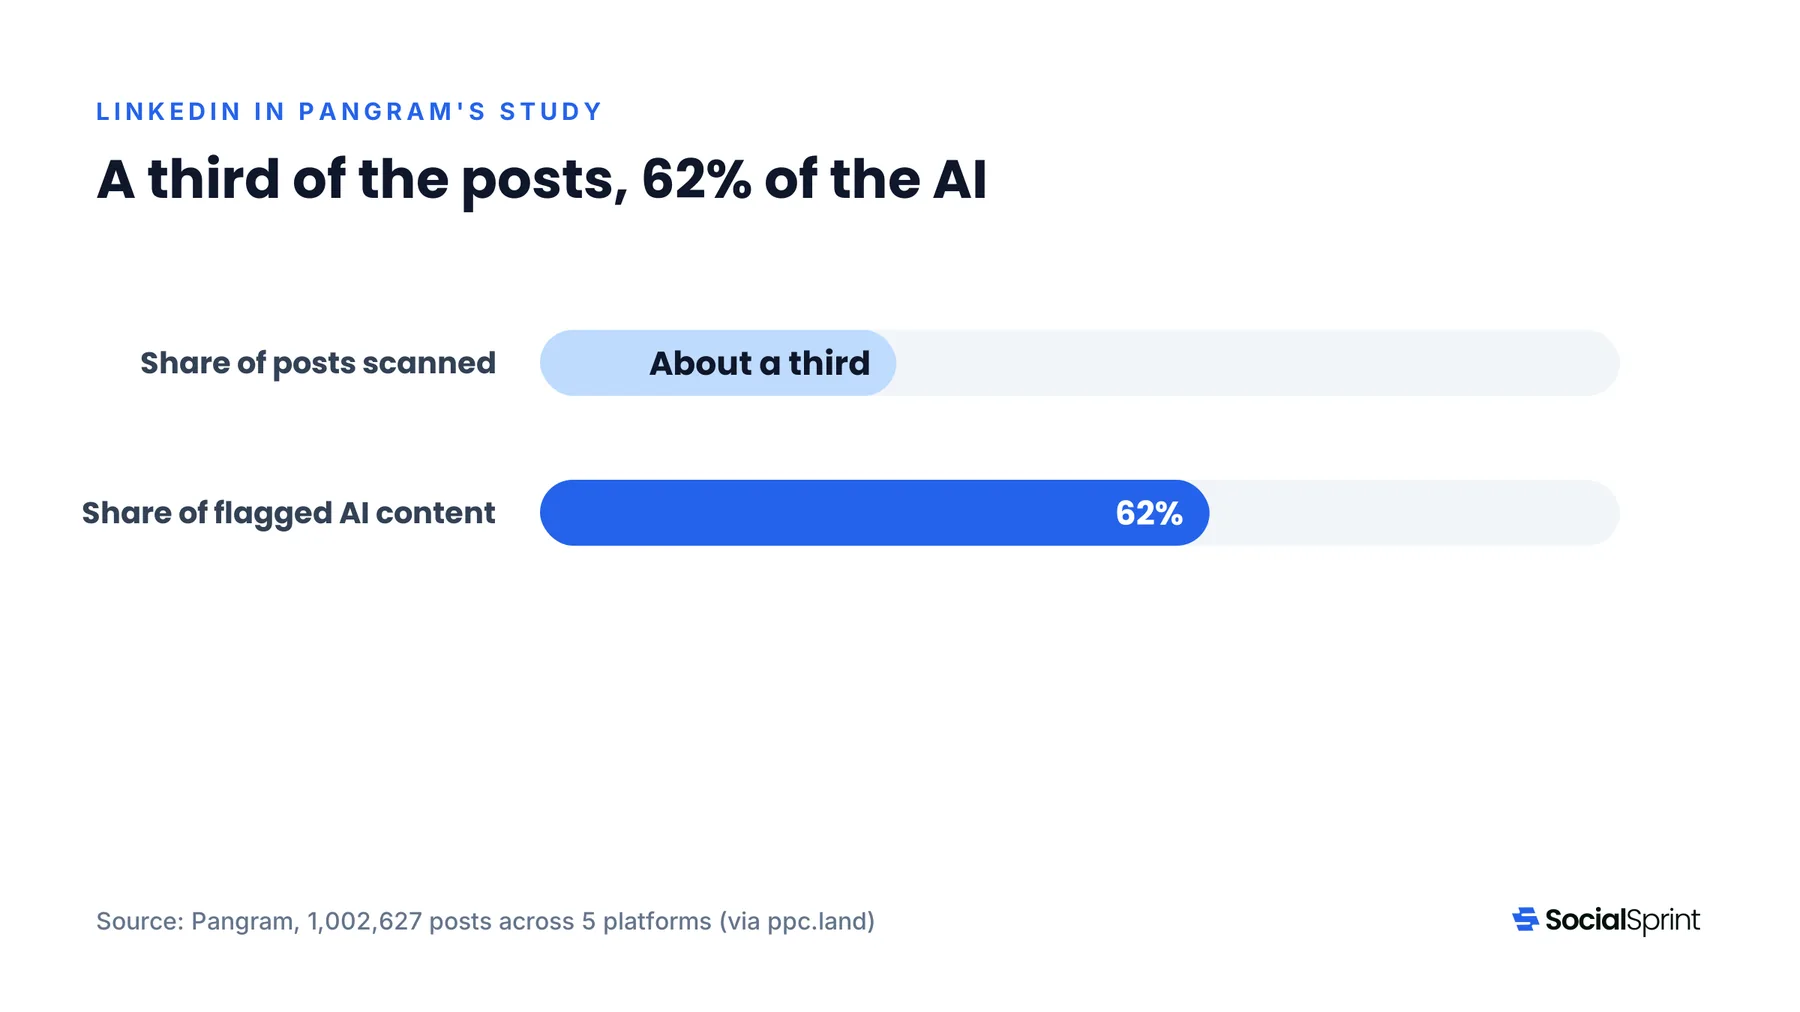 LINKEDIN IN PANGRAM'S STUDY
A third of the posts, 62% of the AI
Share of posts scanned
About a third
Share of flagged AI content
62%
Source: Pangram, 1,002,627 posts across 5 platforms (via ppc.land)
SocialSprint